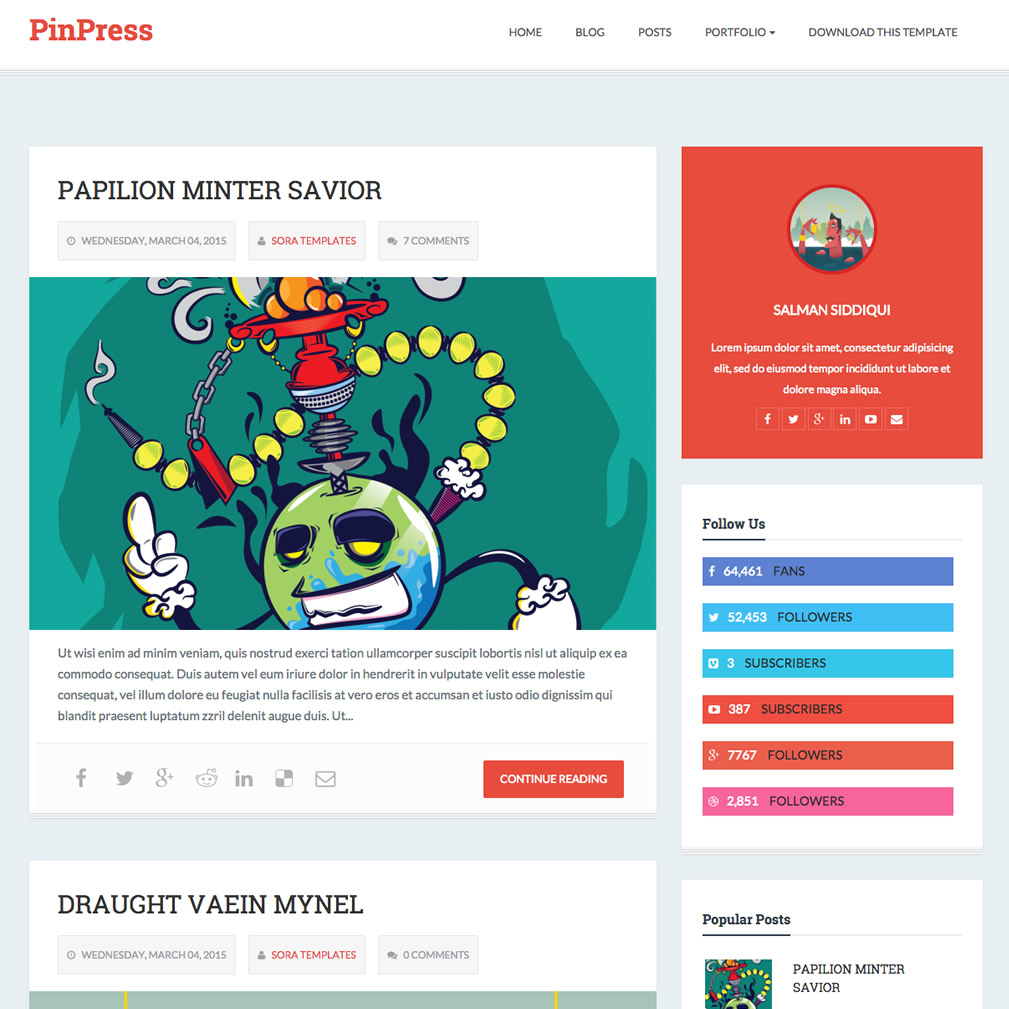 PinPress
HOME BLOG POSTS PORTFOLIO DOWNLOAD THIS TEMPLATE
PAPILION MINTER SAVIOR
WEDNESDAY, MARCH 04, 2015 SORA TEMPLATES 7 COMMENTS
Ut wisi enim ad minim veniam, quis nostrud exerci tation ullamcorper suscipit lobortis nisl ut aliquip ex ea
commodo consequat. Duis autem vel eum iriure dolor in hendrerit in vulputate velit esse molestie
consequat, vel illum dolore eu feugiat nulla facilisis at vero eros et accumsan et iusto odio dignissim qui
blandit praesent luptatum zzril delenit augue duis. Ut...
CONTINUE READING
DRAUGHT VAEIN MYNEL
WEDNESDAY, MARCH 04, 2015 SORA TEMPLATES 0 COMMENTS
SALMAN SIDDIQUI
Lorem ipsum dolor sit amet, consectetur adipisicing
elit, sed do eiusmod tempor incididunt ut labore et
dolore magna aliqua.
Follow Us
64,461 FANS
52,453 FOLLOWERS
3 SUBSCRIBERS
387 SUBSCRIBERS
7767 FOLLOWERS
2,851 FOLLOWERS
Popular Posts
PAPILION MINTER
SAVIOR